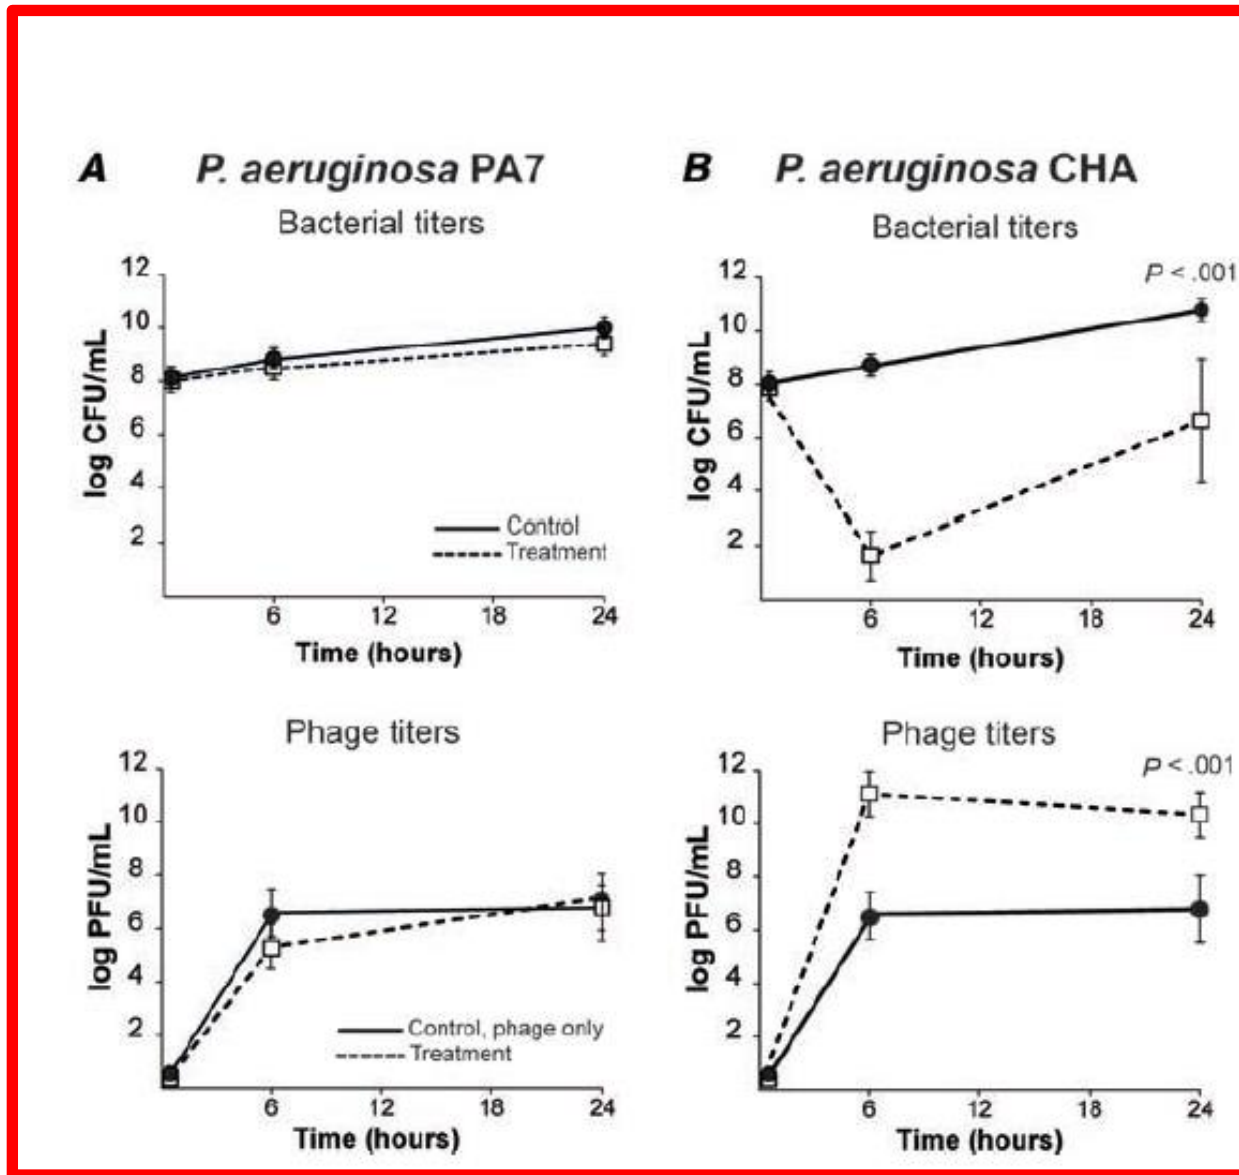 A P. aeruginosa PA7
Bacterial titers
log CFU/mL
12
10
8
6
4
2
Control
Treatment
6 12 18 24
Time (hours)
Phage titers
log PFU/mL
12
10
8
6
4
2
Control, phage only
Treatment
6 12 18 24
Time (hours)
B P. aeruginosa CHA
Bacterial titers
P < .001
log CFU/mL
12
10
8
6
4
2
6 12 18 24
Time (hours)
Phage titers
P < .001
log PFU/mL
12
10
8
6
4
2
6 12 18 24
Time (hours)